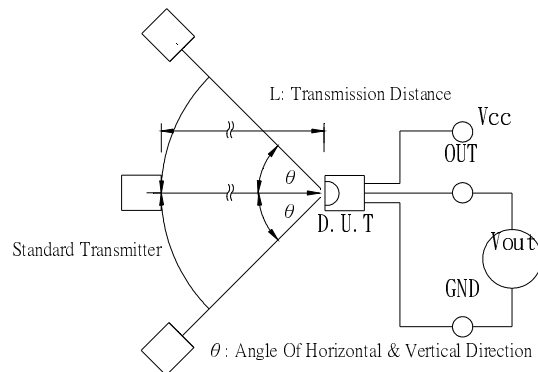 L: Transmission Distance
Vcc
OUT
θ
θ
D.U.T
Standard Transmitter
Vout
GND
θ : Angle Of Horizontal & Vertical Direction